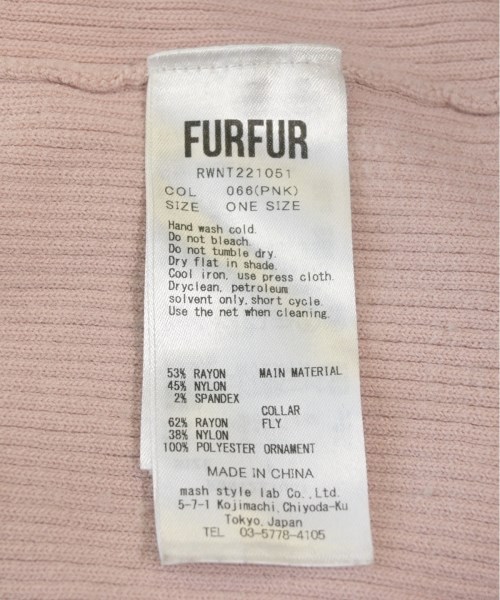 FURFUR
RWNT221051
COL 066(PNK)
SIZE ONE SIZE
Hand wash cold.
Do not bleach.
Do not tumble dry.
Dry flat in shade.
Cool iron, use press cloth.
Dryclean, petroleum
solvent only, short cycle.
Use the net when cleaning.
53% RAYON MAIN MATERIAL
45% NYLON
2% SPANDEX
COLLAR
62% RAYON FLY
38% NYLON
100% POLYESTER ORNAMENT
MADE IN CHINA
mash style lab Co.,Ltd.
5-7-1 Kojimachi,Chiyoda-Ku
Tokyo,Japan
TEL 03-5778-4105